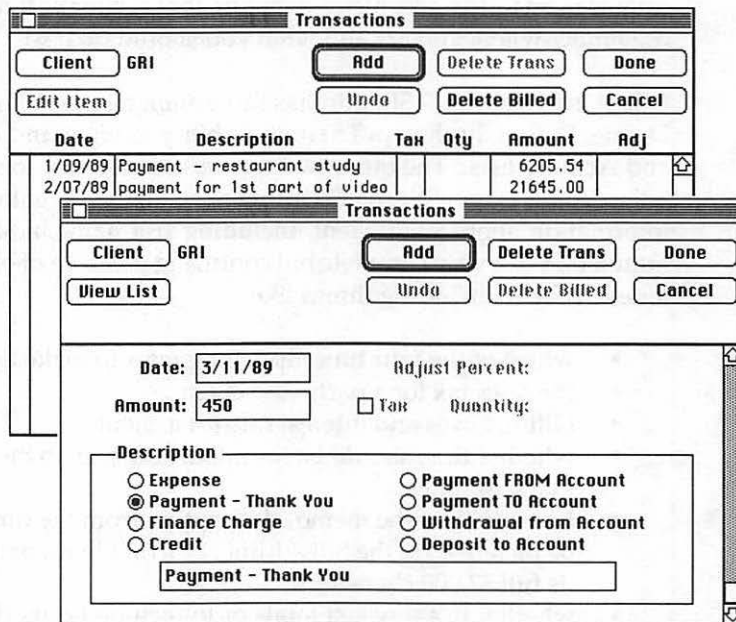 Transactions
Client GRI Add Delete Trans Done
Edit Item Undo Delete Billed Cancel
Date Description Tax Qty Amount Adj
1/09/89 Payment - restaurant study 6205.54
2/07/89 payment for 1st part of video 21645.00
Transactions
Client GRI Add Delete Trans Done
View List Undo Delete Billed Cancel
Date: 3/11/89 Adjust Percent:
Amount: 450 Tax Quantity:
Description
Expense Payment FROM Account
Payment - Thank You Payment TO Account
Finance Charge Withdrawal from Account
Credit Deposit to Account
Payment - Thank You